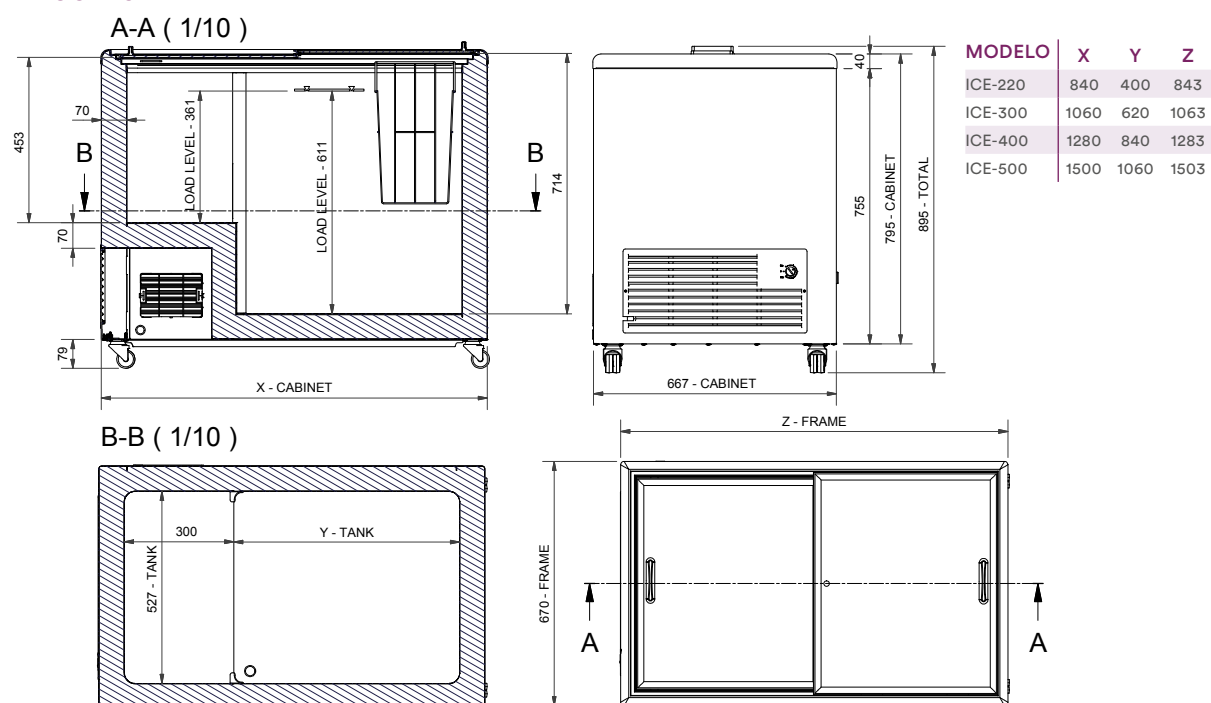 A-A ( 1/10 )
453
70
70
79
B
B
LOAD LEVEL - 361
LOAD LEVEL - 611
714
X - CABINET
40
755
795 - CABINET
895 - TOTAL
667 - CABINET
MODELO X Y Z
ICE-220 840 400 843
ICE-300 1060 620 1063
ICE-400 1280 840 1283
ICE-500 1500 1060 1503
B-B ( 1/10 )
300
Y - TANK
527 - TANK
Z - FRAME
670 - FRAME
A
A